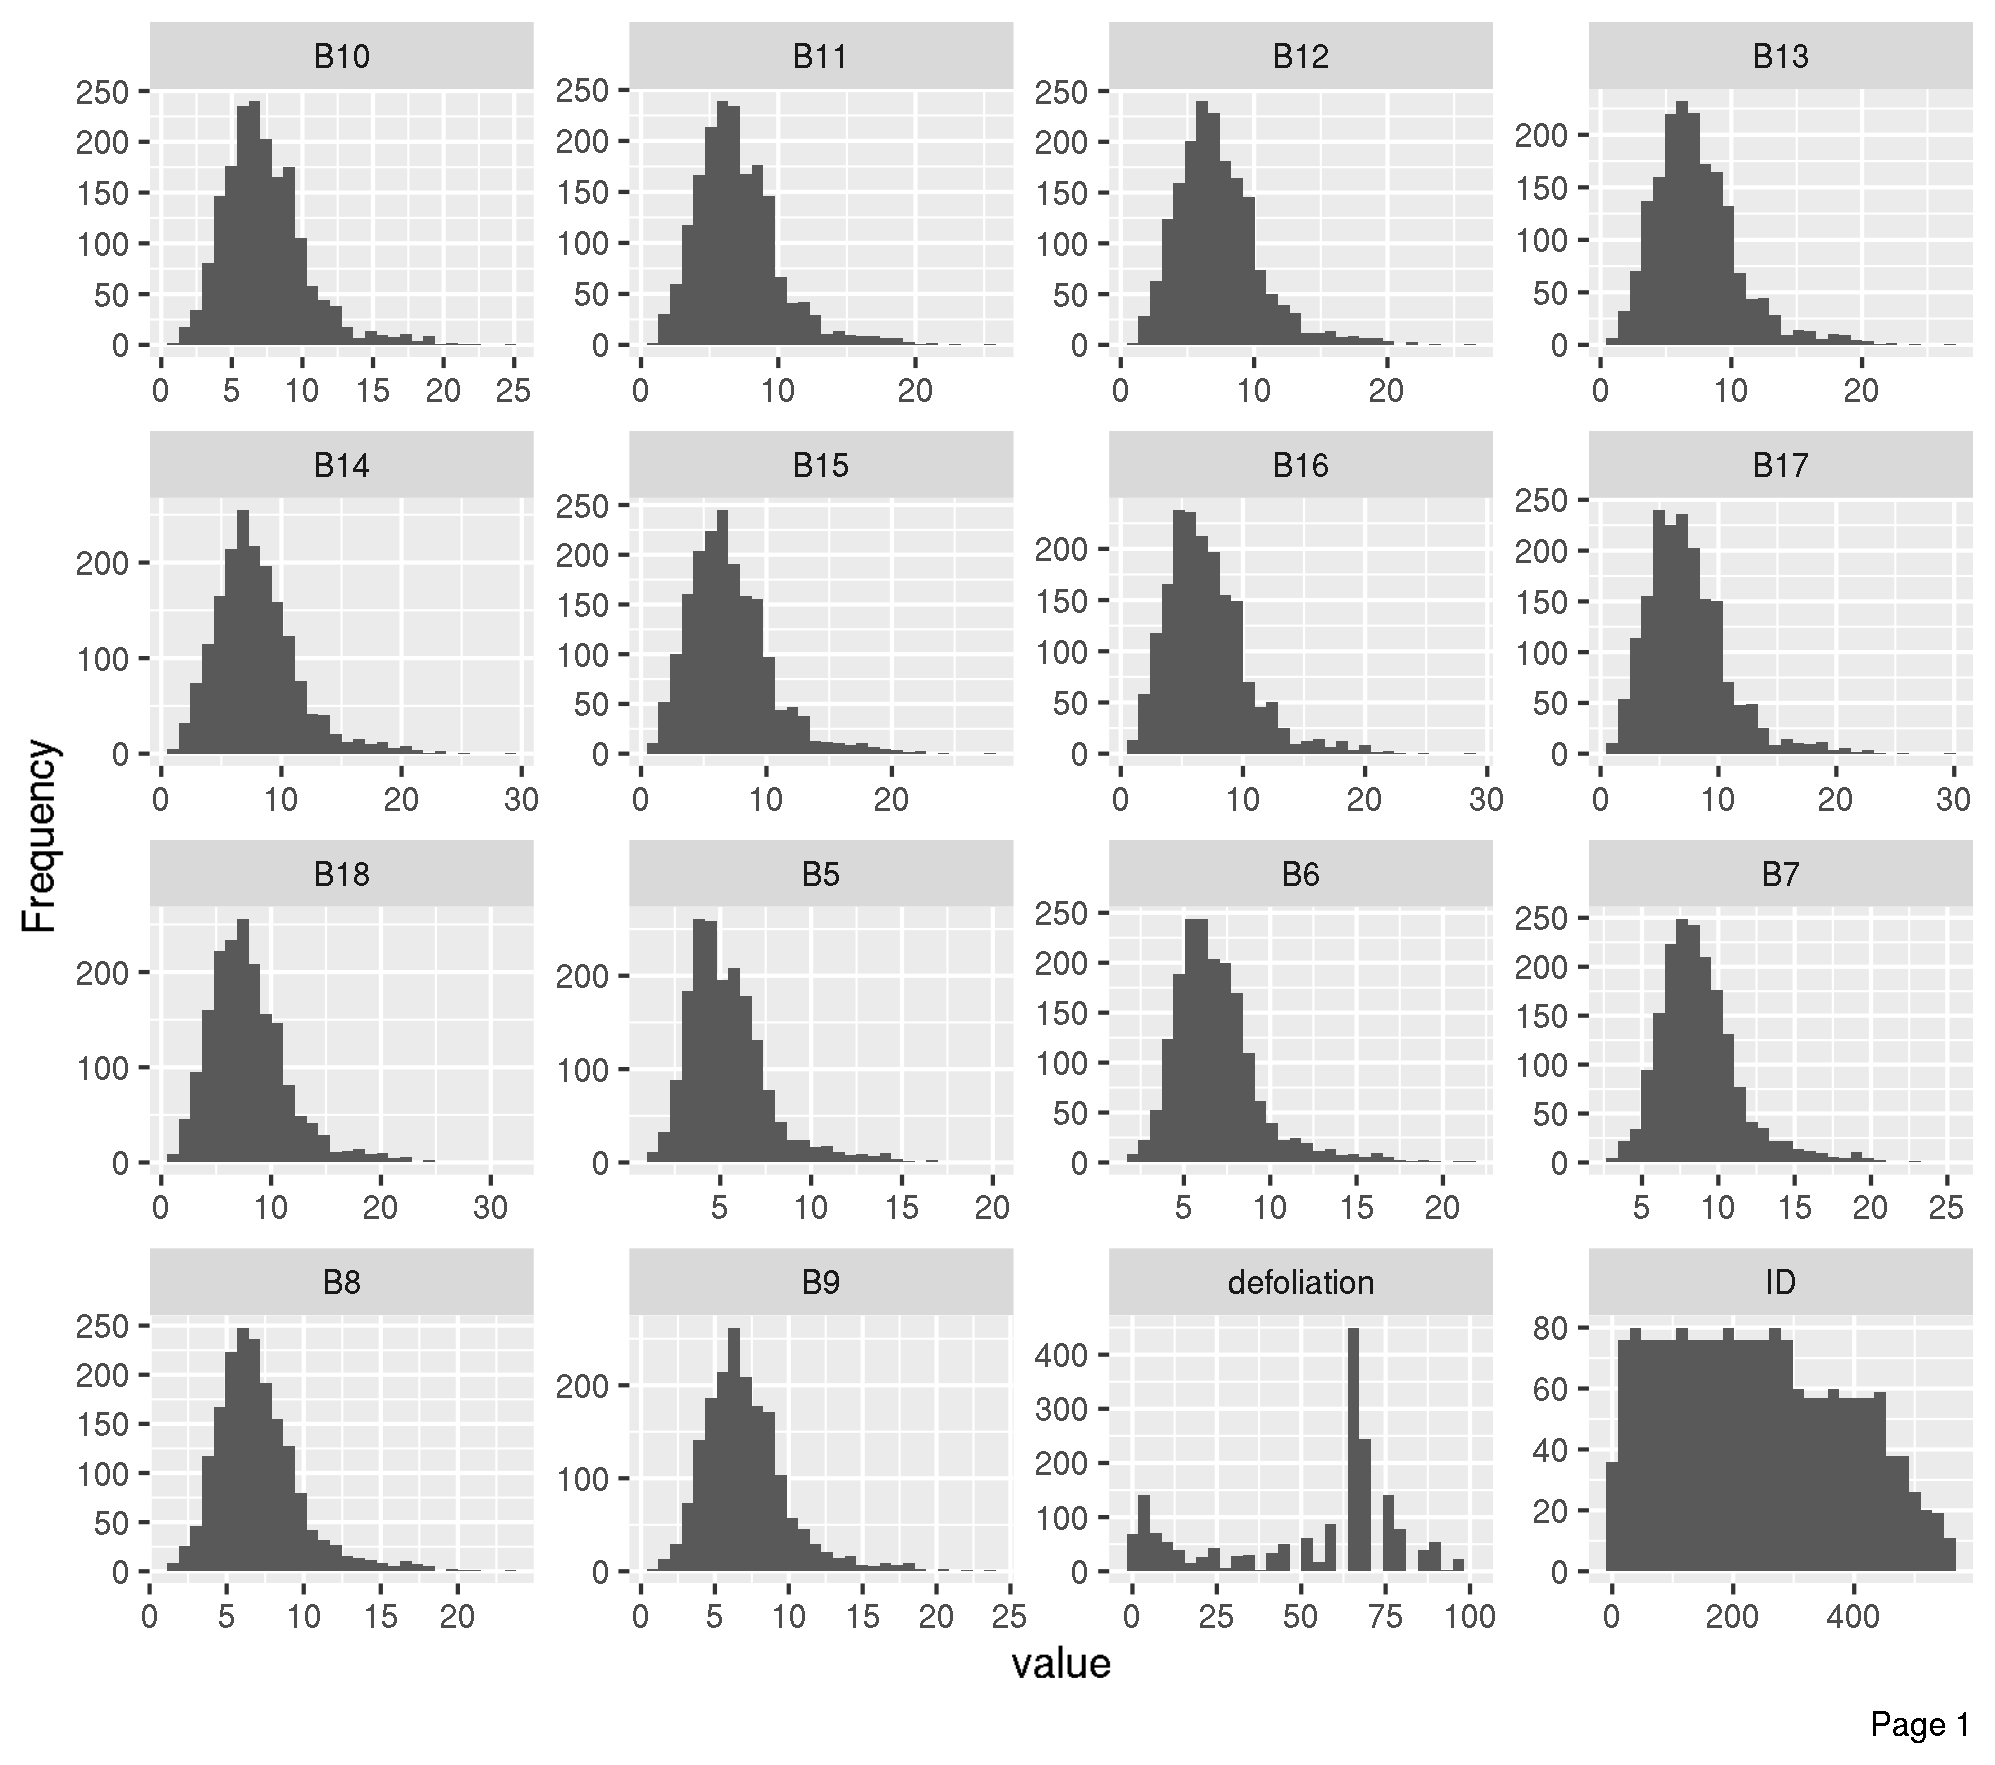 B10 B11 B12 B13
250 250 250
200 200 200 200
150 150 150 150
100 100 100 100
50 50 50 50
0 0 0 0
0 5 10 15 20 25 0 10 20 0 10 20 0 10 20
B14 B15 B16 B17
250 250
200 200 200 200
150 150 150
100 100 100 100
50 50 50
0 0 0 0
0 10 20 30 0 10 20 0 10 20 30 0 10 20 30
Frequency
B18 B5 B6 B7
250 250
200 200 200 200
150 150
100 100 100 100
50 50
0 0 0 0
0 10 20 30 5 10 15 20 5 10 15 20 5 10 15 20 25
B8 B9 defoliation ID
250 400 80
200 200 300 60
150 200 40
100 100 100 20
50
0 0 0 0
0 5 10 15 20 0 5 10 15 20 25 0 25 50 75 100 0 200 400
value
Page 1